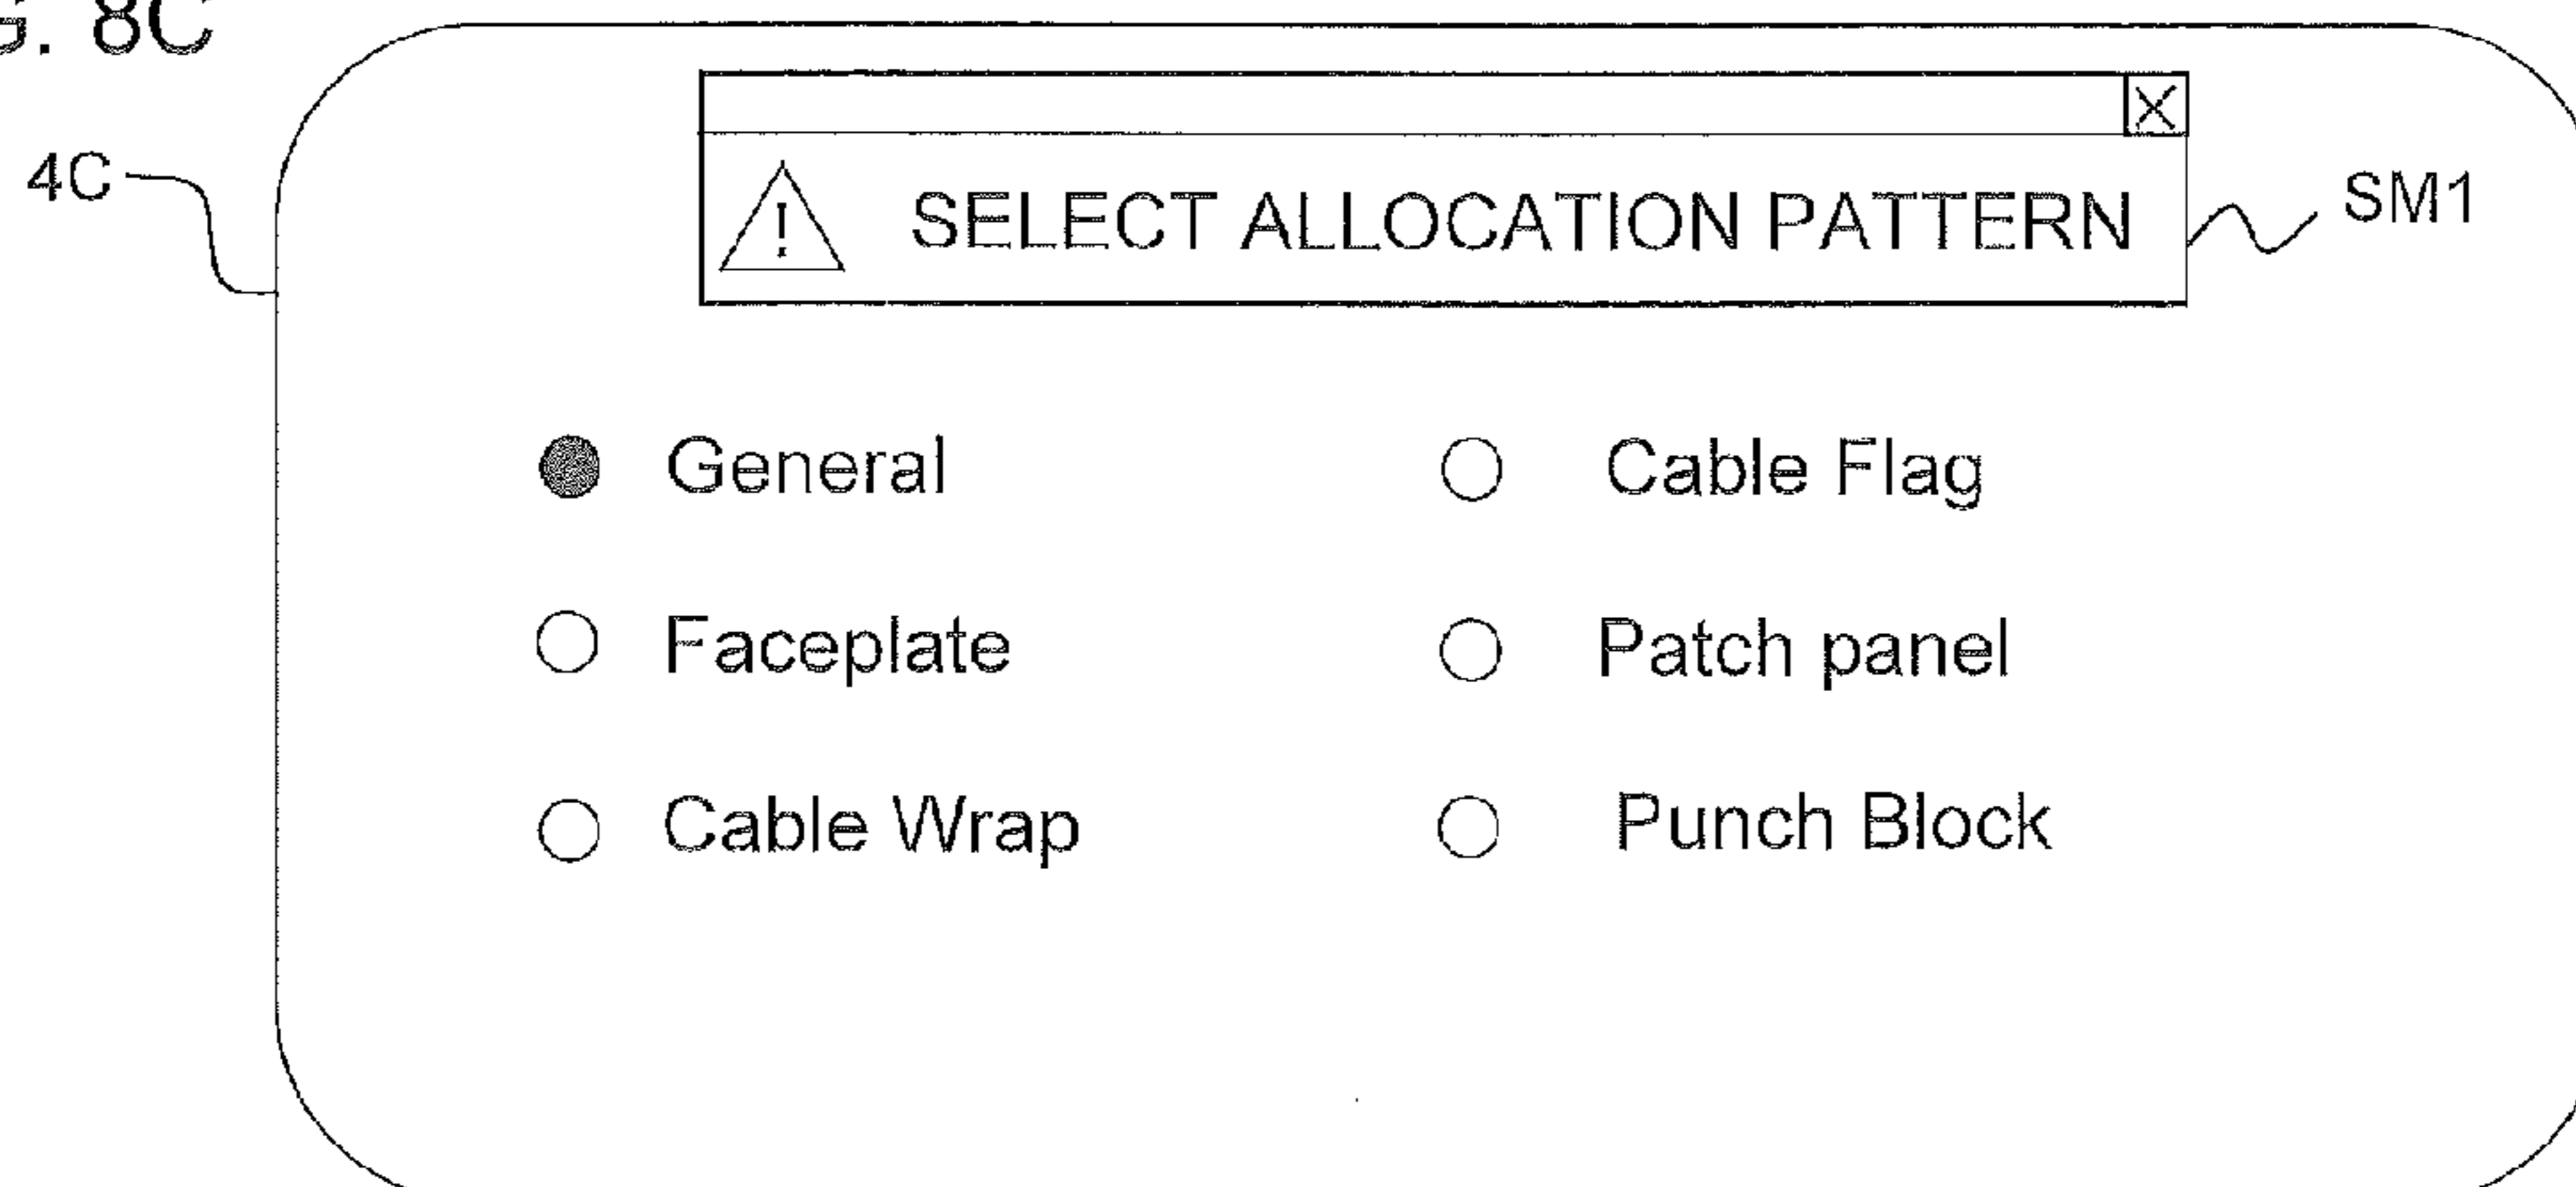 8C
4C
SELECT ALLOCATION PATTERN
SM1
General
Cable Flag
Faceplate
Patch panel
Cable Wrap
Punch Block